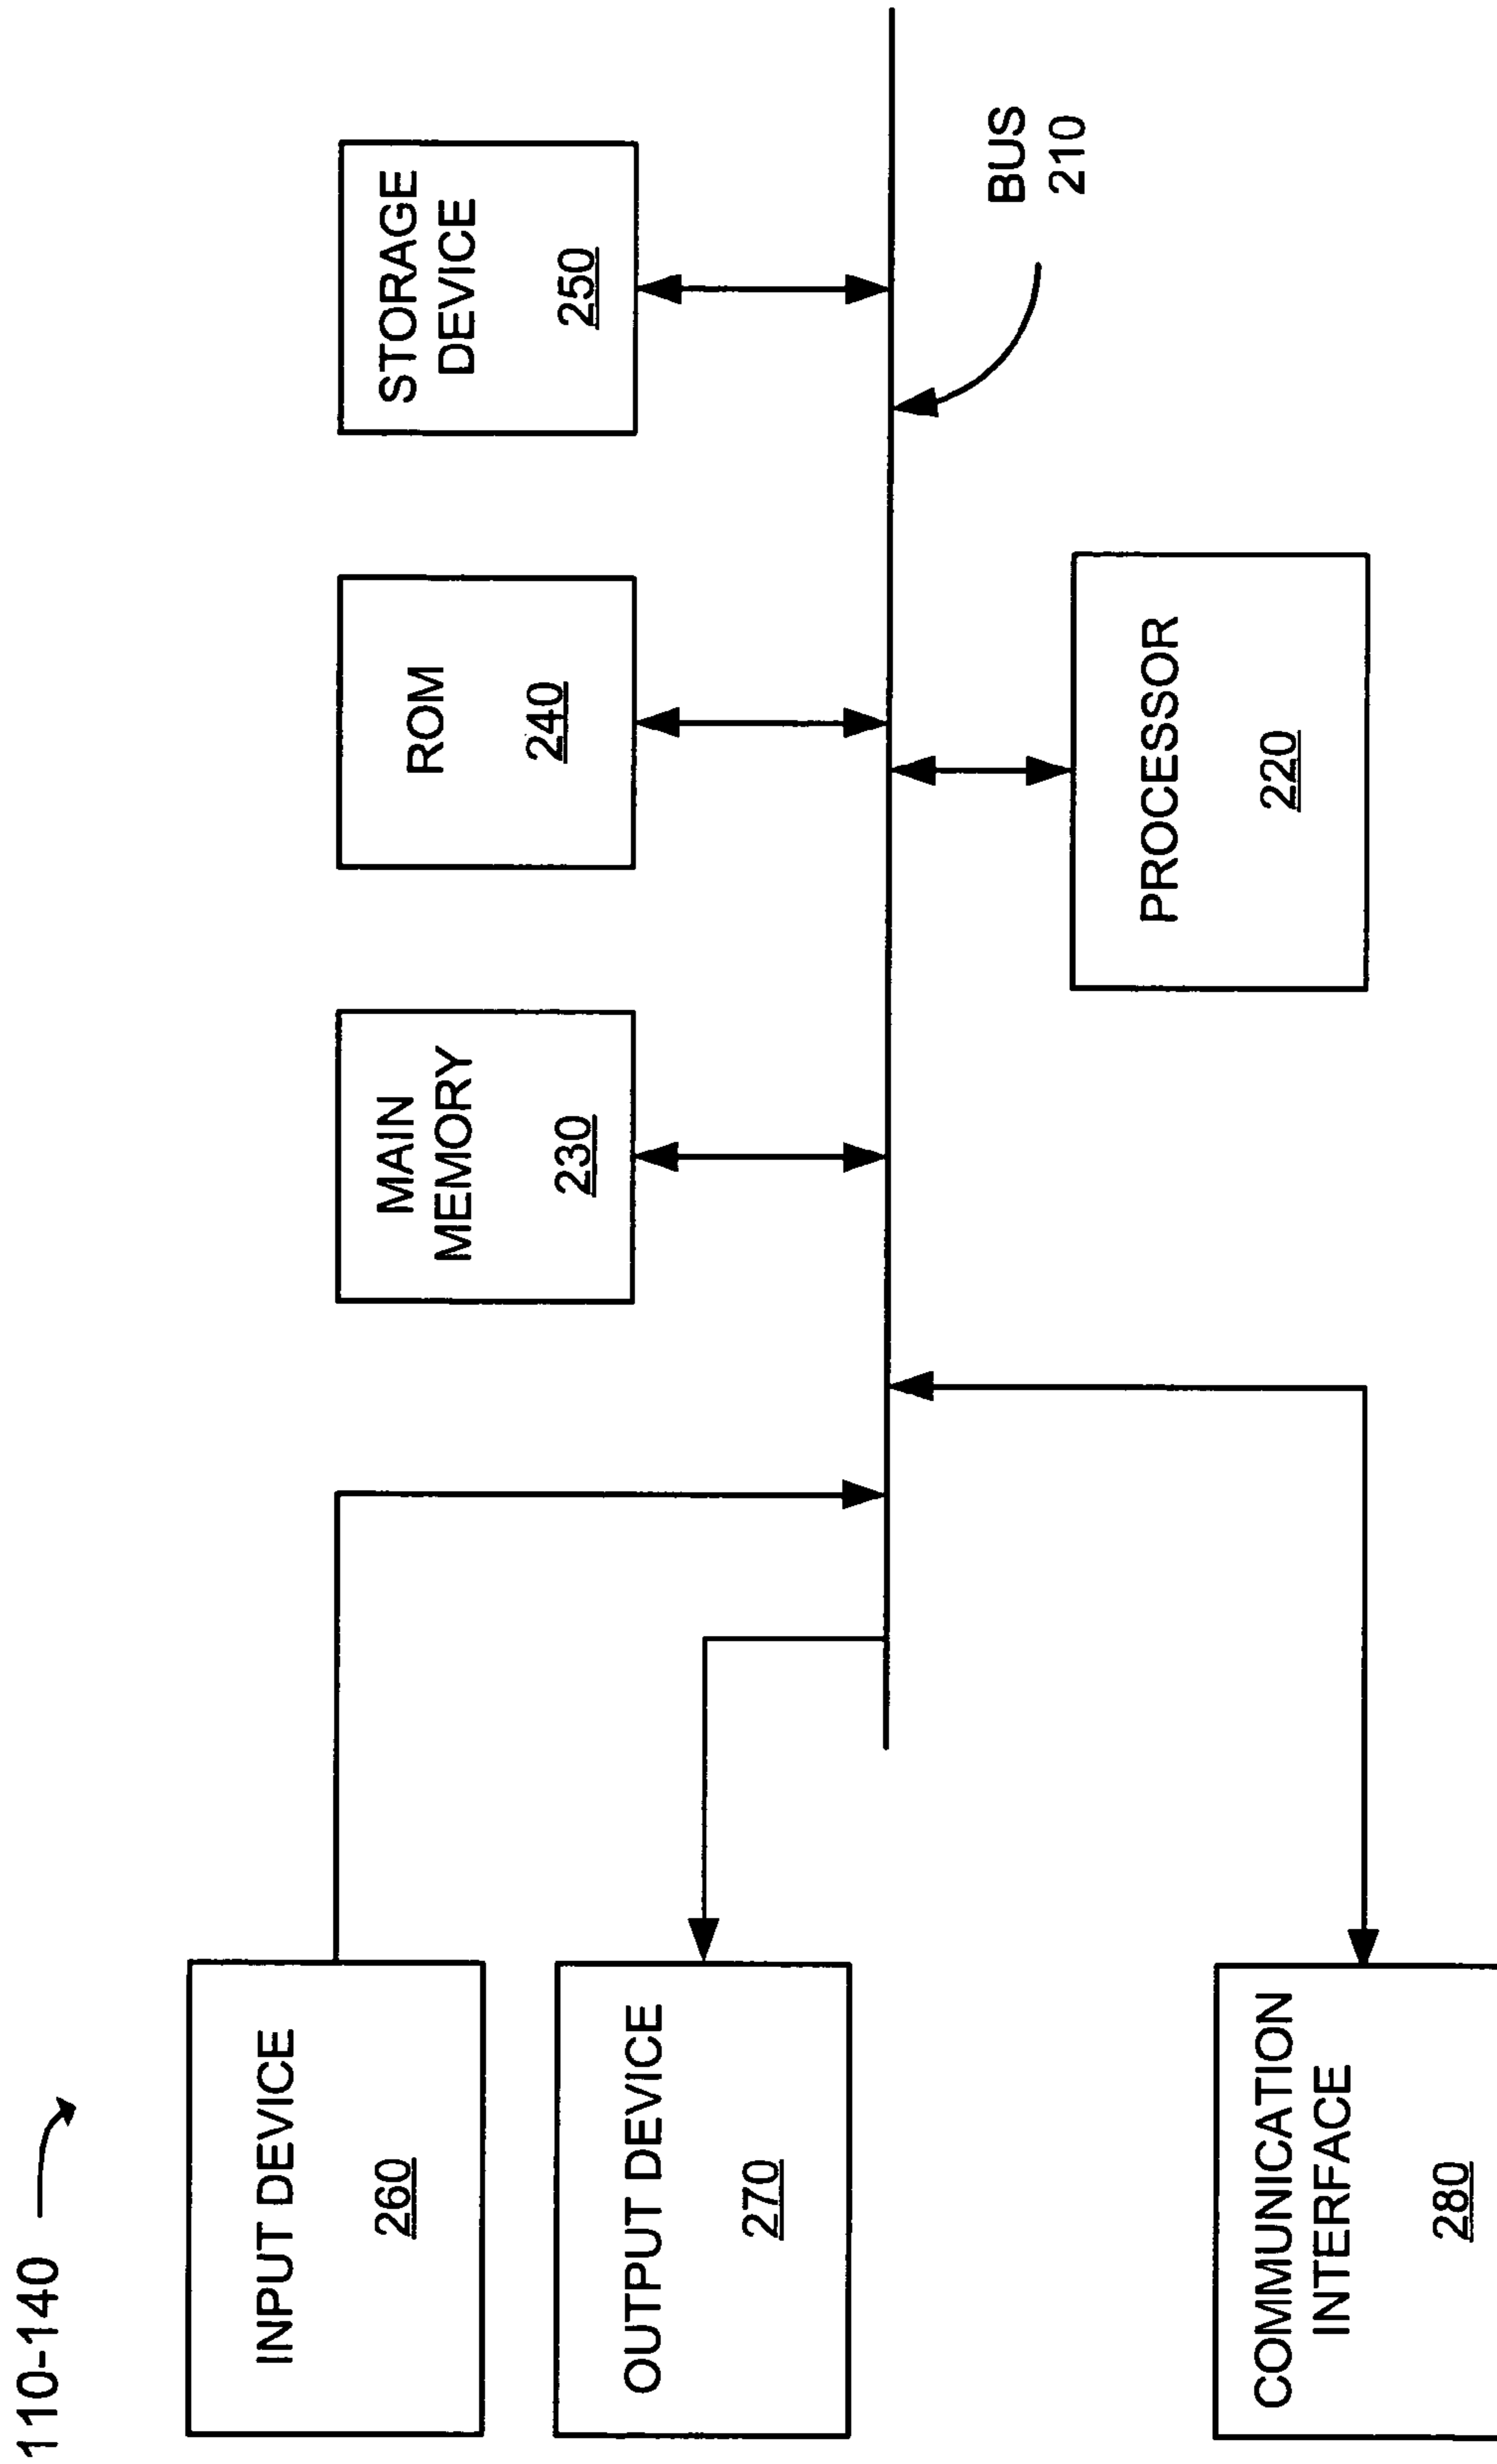 110-140
INPUT DEVICE
260
OUTPUT DEVICE
270
COMMUNICATION
INTERFACE
280
MAIN
MEMORY
230
ROM
240
STORAGE
DEVICE
250
PROCESSOR
220
BUS
210